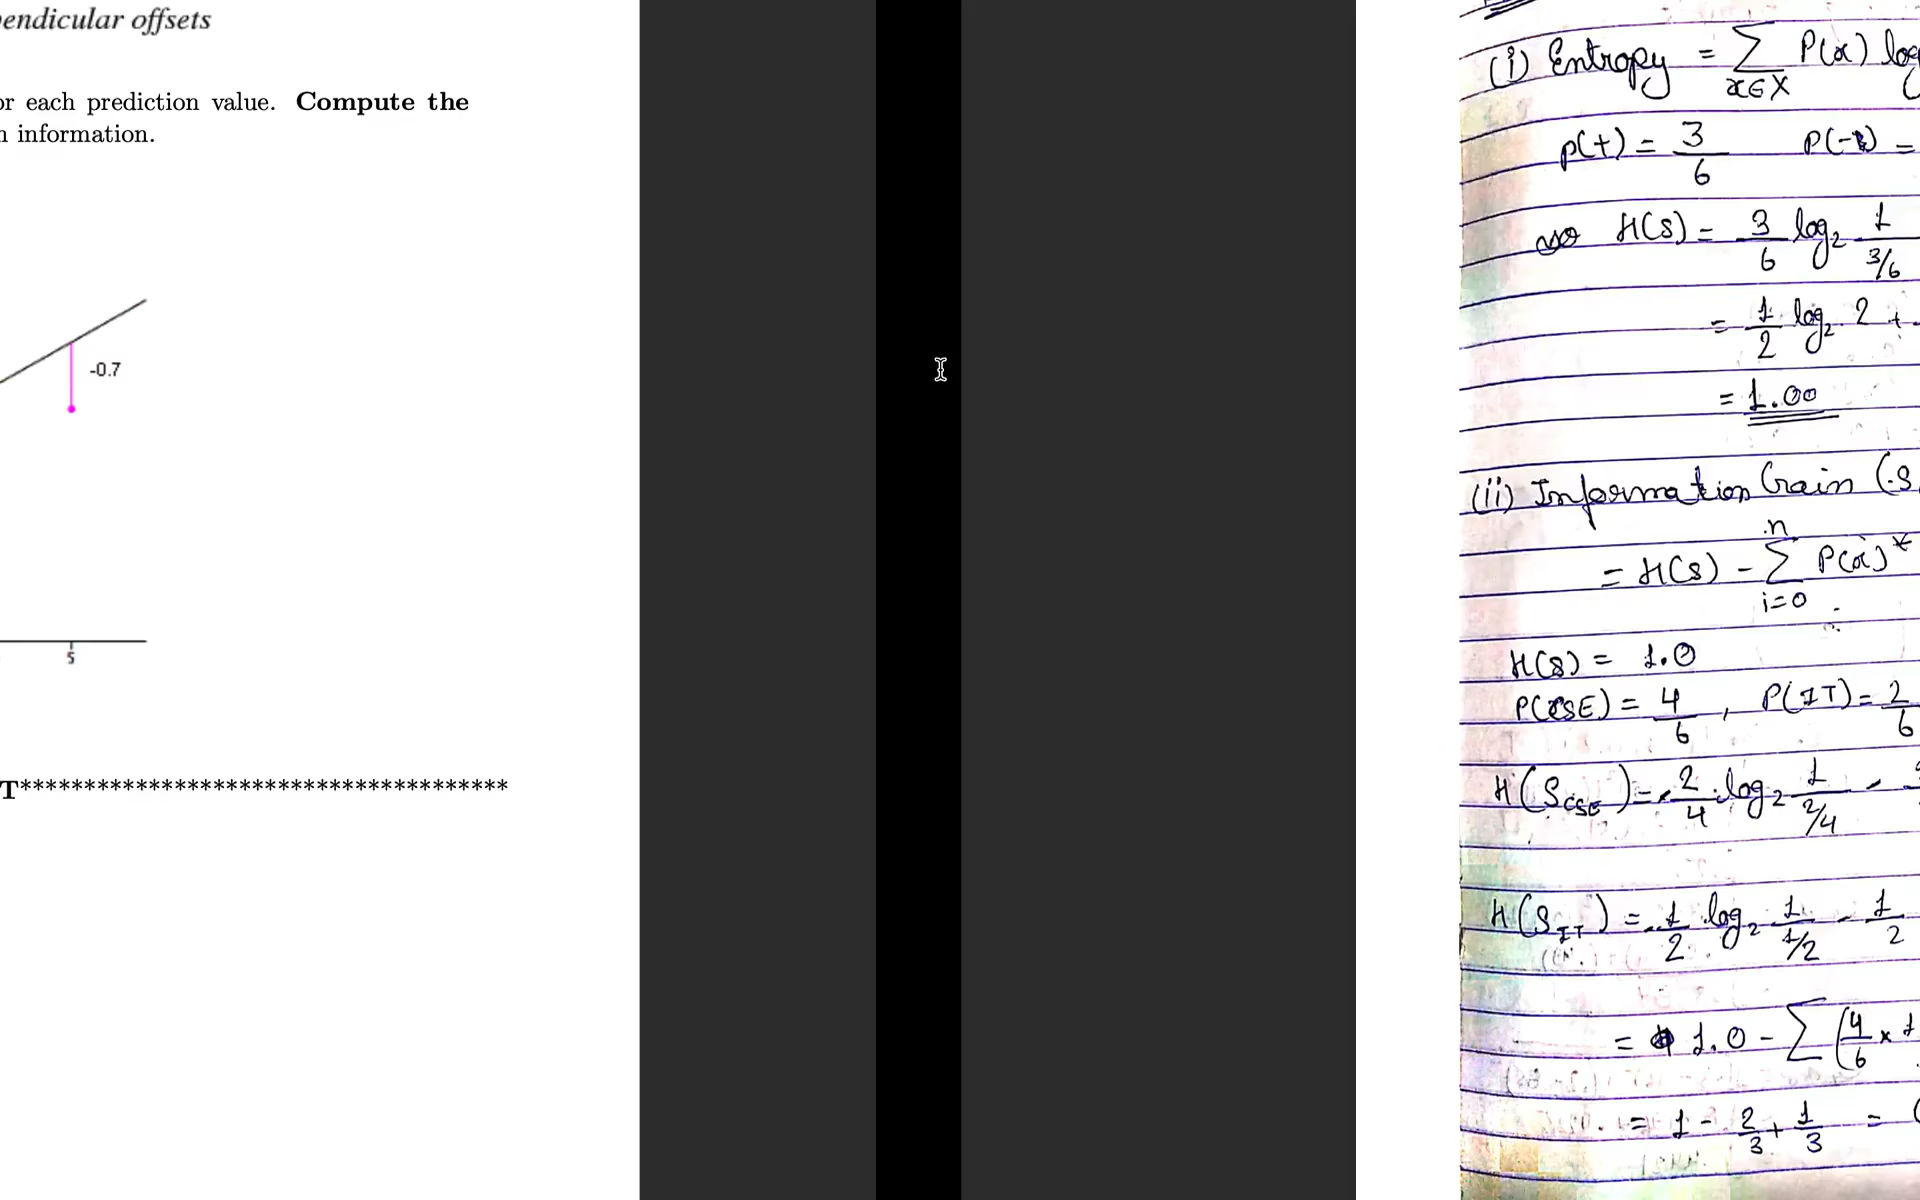 endicular offsets
or each prediction value. Compute the
n information.
-0.7
5
T**************************************
(i) Entropy = ∑ P(x) log
x∈X
P(+) = 3/6 P(-) =
H(S) = 3/6 log₂ 1/(3/6)
= 1/2 log₂ 2 +
= 1.00
(ii) Information Gain (S,
= H(S) - ∑ P(x) *
n
i=0
H(S) = 1.0
P(CSE) = 4/6 , P(IT) = 2/6
H(S_CSE) = - 2/4 log₂ 1/(2/4) -
H(S_IT) = - 1/2 log₂ 1/(1/2) - 1/2
= 1.0 - ∑ (4/6 × 1
= 1 - 2/3 + 1/3 = (